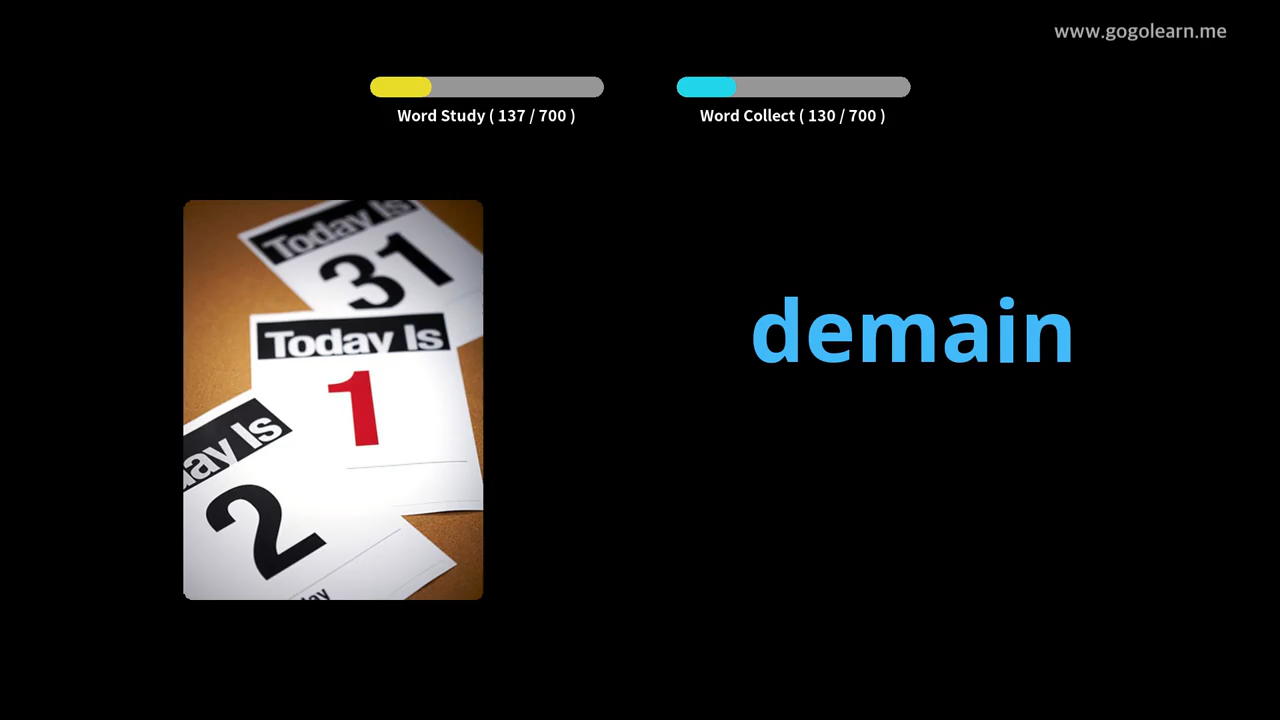 www.gogolearn.me
Word Study ( 137 / 700 )
Word Collect ( 130 / 700 )
Today Is
31
Today Is
1
demain
ay Is
2
ay